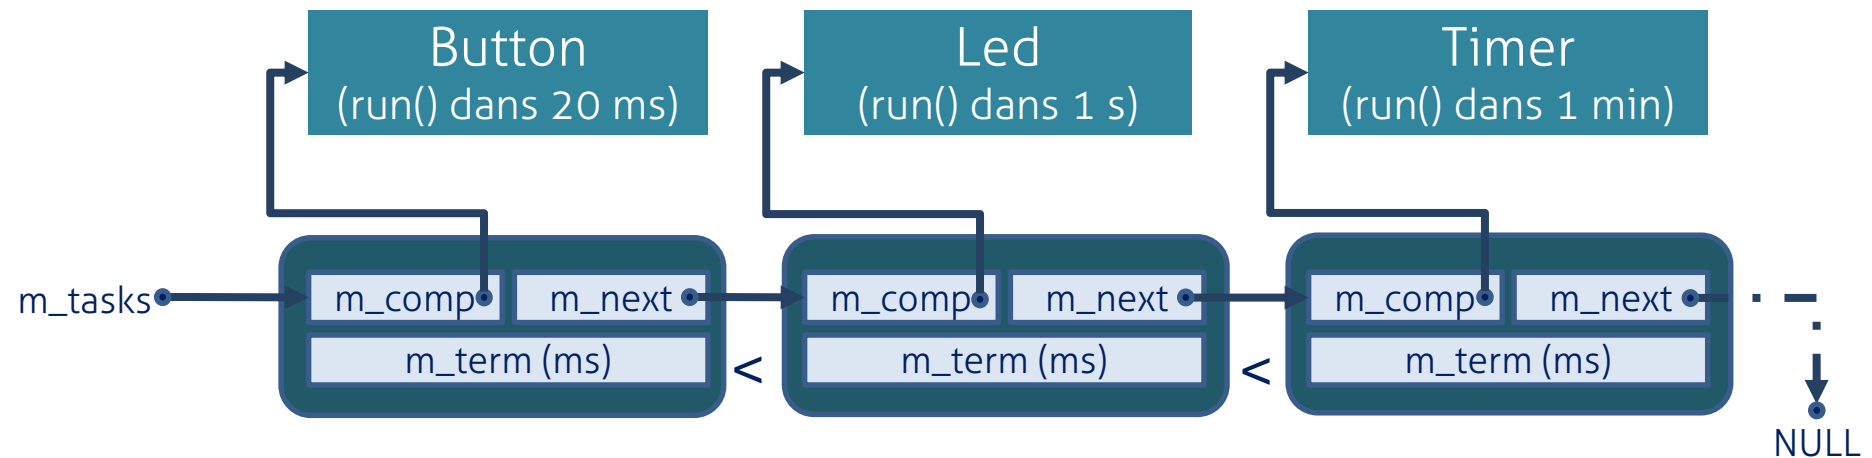 Button
(run() dans 20 ms)
Led
(run() dans 1 s)
Timer
(run() dans 1 min)
m_tasks
m_comp
m_next
m_term (ms)
<
m_comp
m_next
m_term (ms)
<
m_comp
m_next
m_term (ms)
NULL